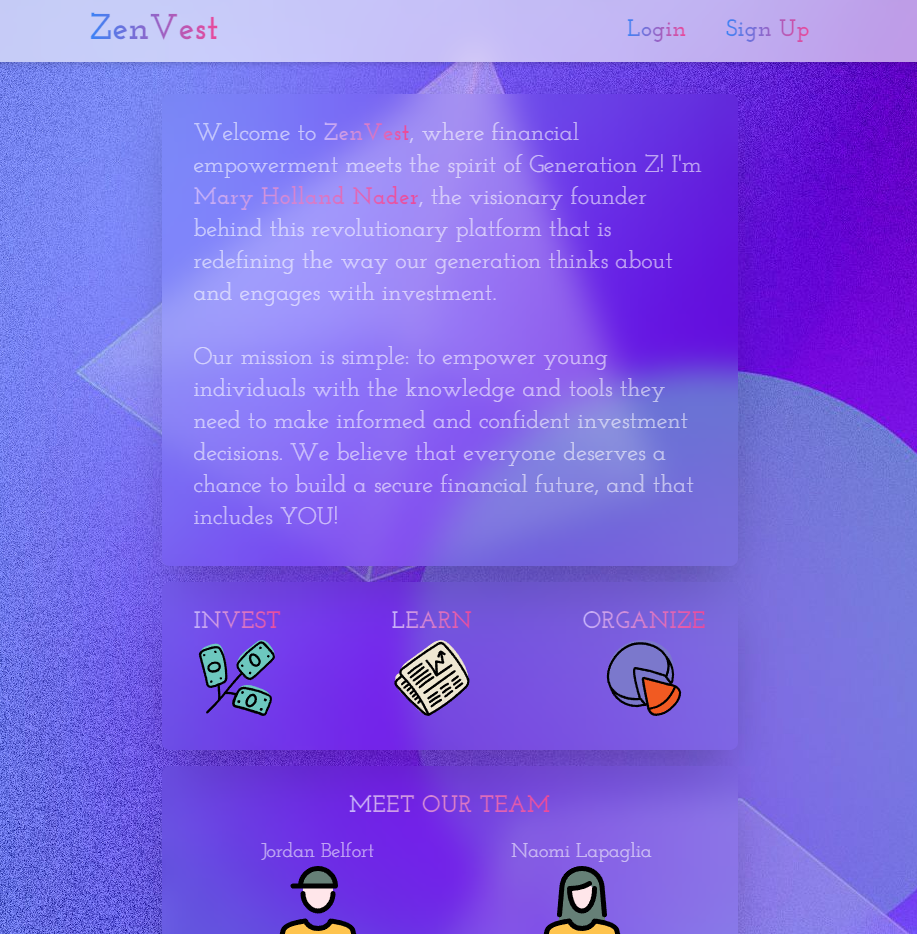 ZenVest Login Sign Up
Welcome to ZenVest, where financial
empowerment meets the spirit of Generation Z! I'm
Mary Holland Nader, the visionary founder
behind this revolutionary platform that is
redefining the way our generation thinks about
and engages with investment.
Our mission is simple: to empower young
individuals with the knowledge and tools they
need to make informed and confident investment
decisions. We believe that everyone deserves a
chance to build a secure financial future, and that
includes YOU!
INVEST LEARN ORGANIZE
MEET OUR TEAM
Jordan Belfort Naomi Lapaglia